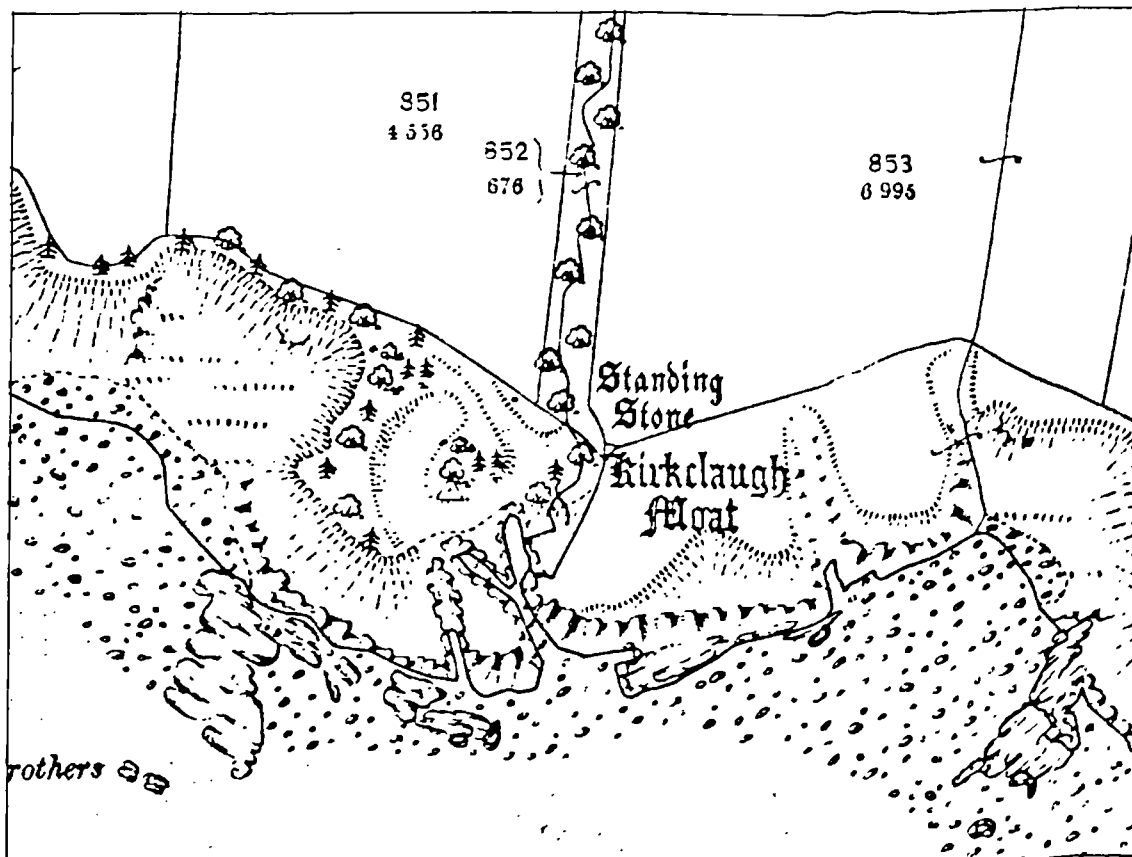 851
4 556
852
676
853
6 995
Standing
Stone
Kirkclaugh
Moat
rothers